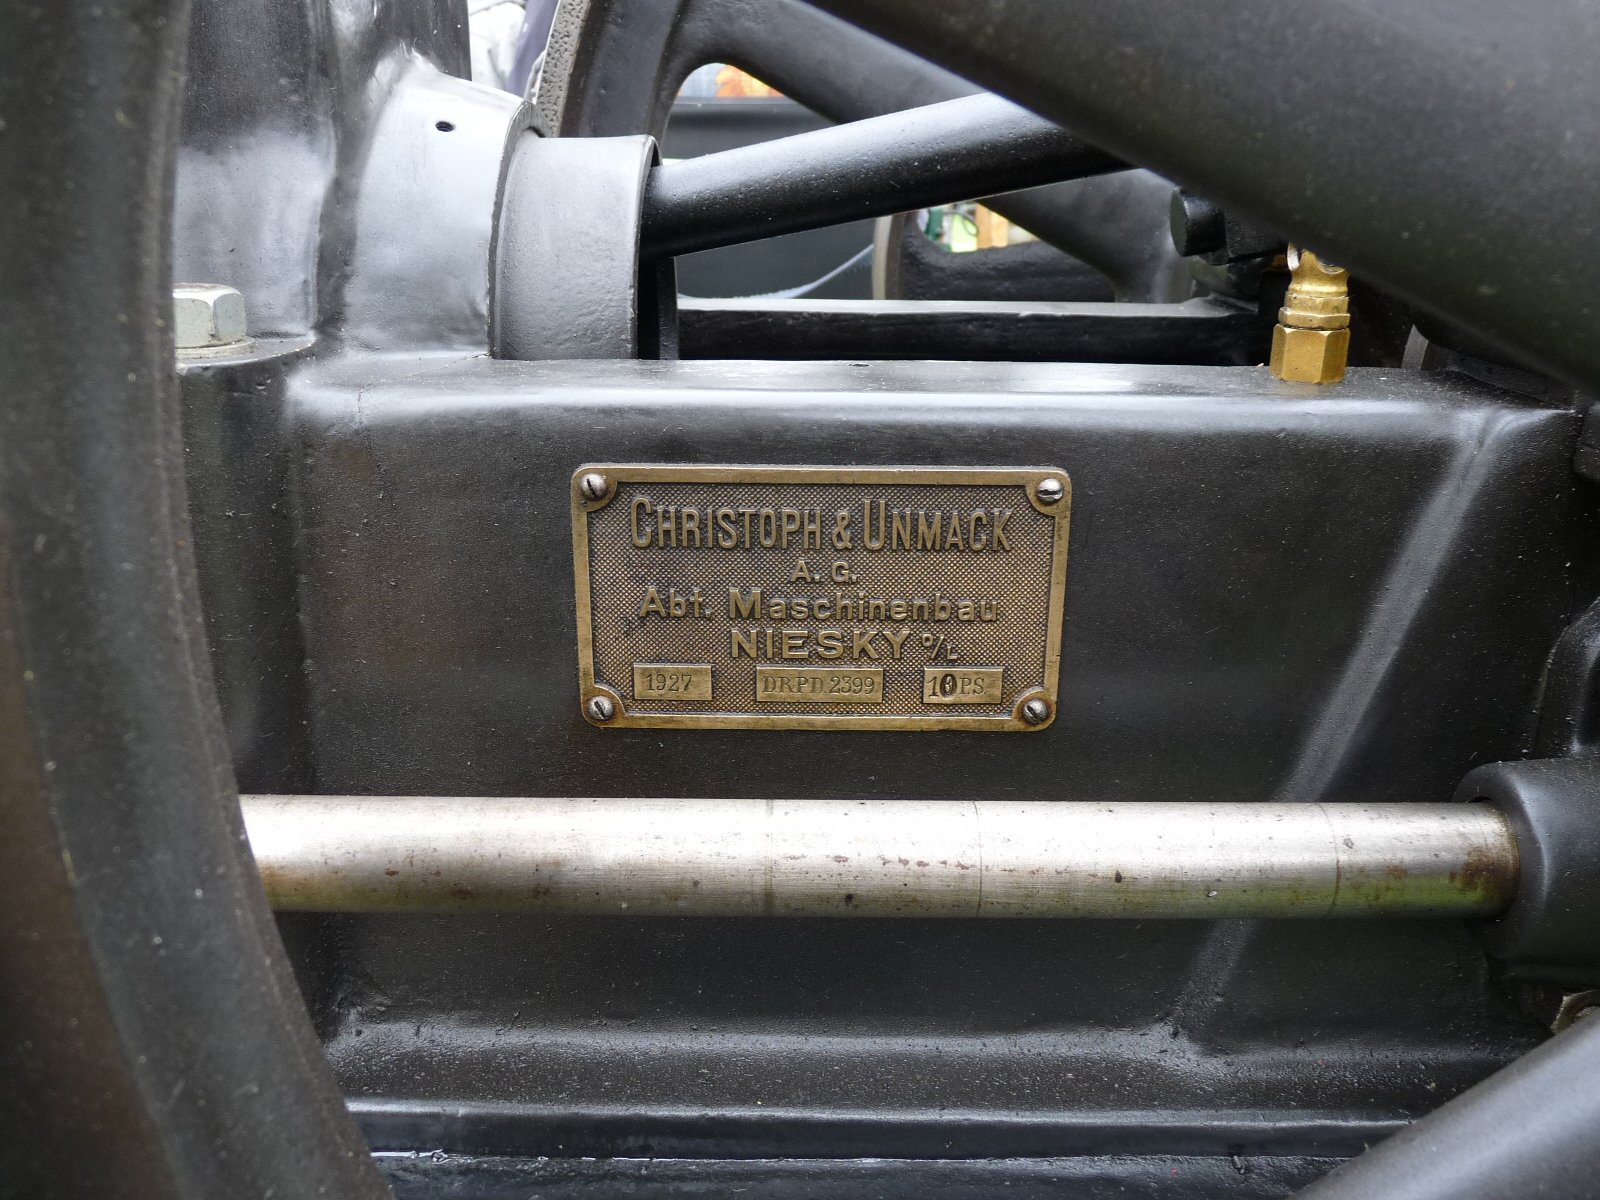 CHRISTOPH & UNMACK
A. G.
Abt. Maschinenbau
NIESKY O/L
1927 D.R.P.D. 2399 10 P.S.